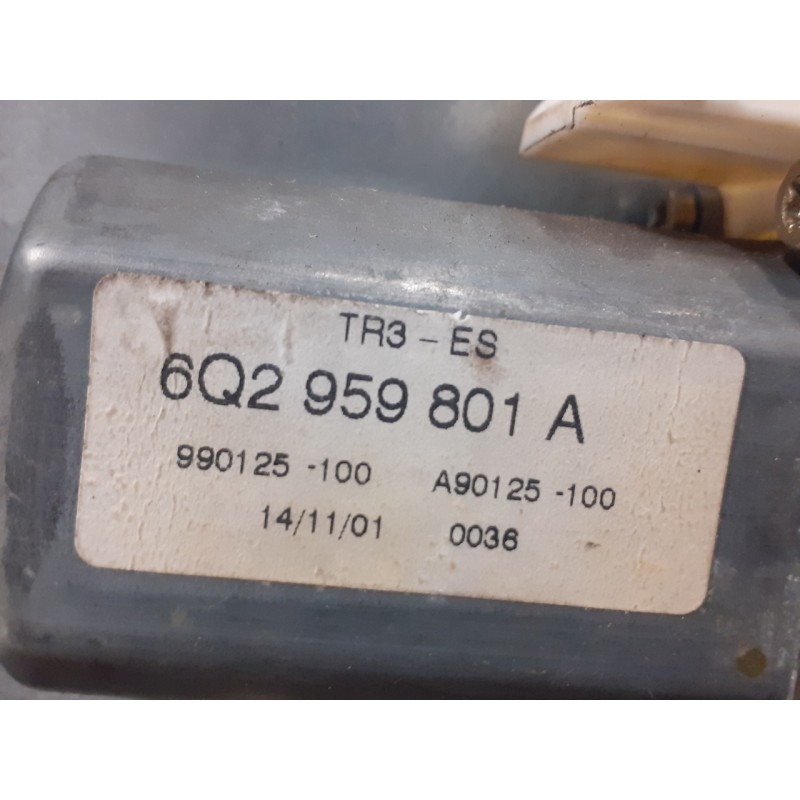 TR3 - ES
6Q2 959 801 A
990125 -100 A90125 -100
14/11/01 0036